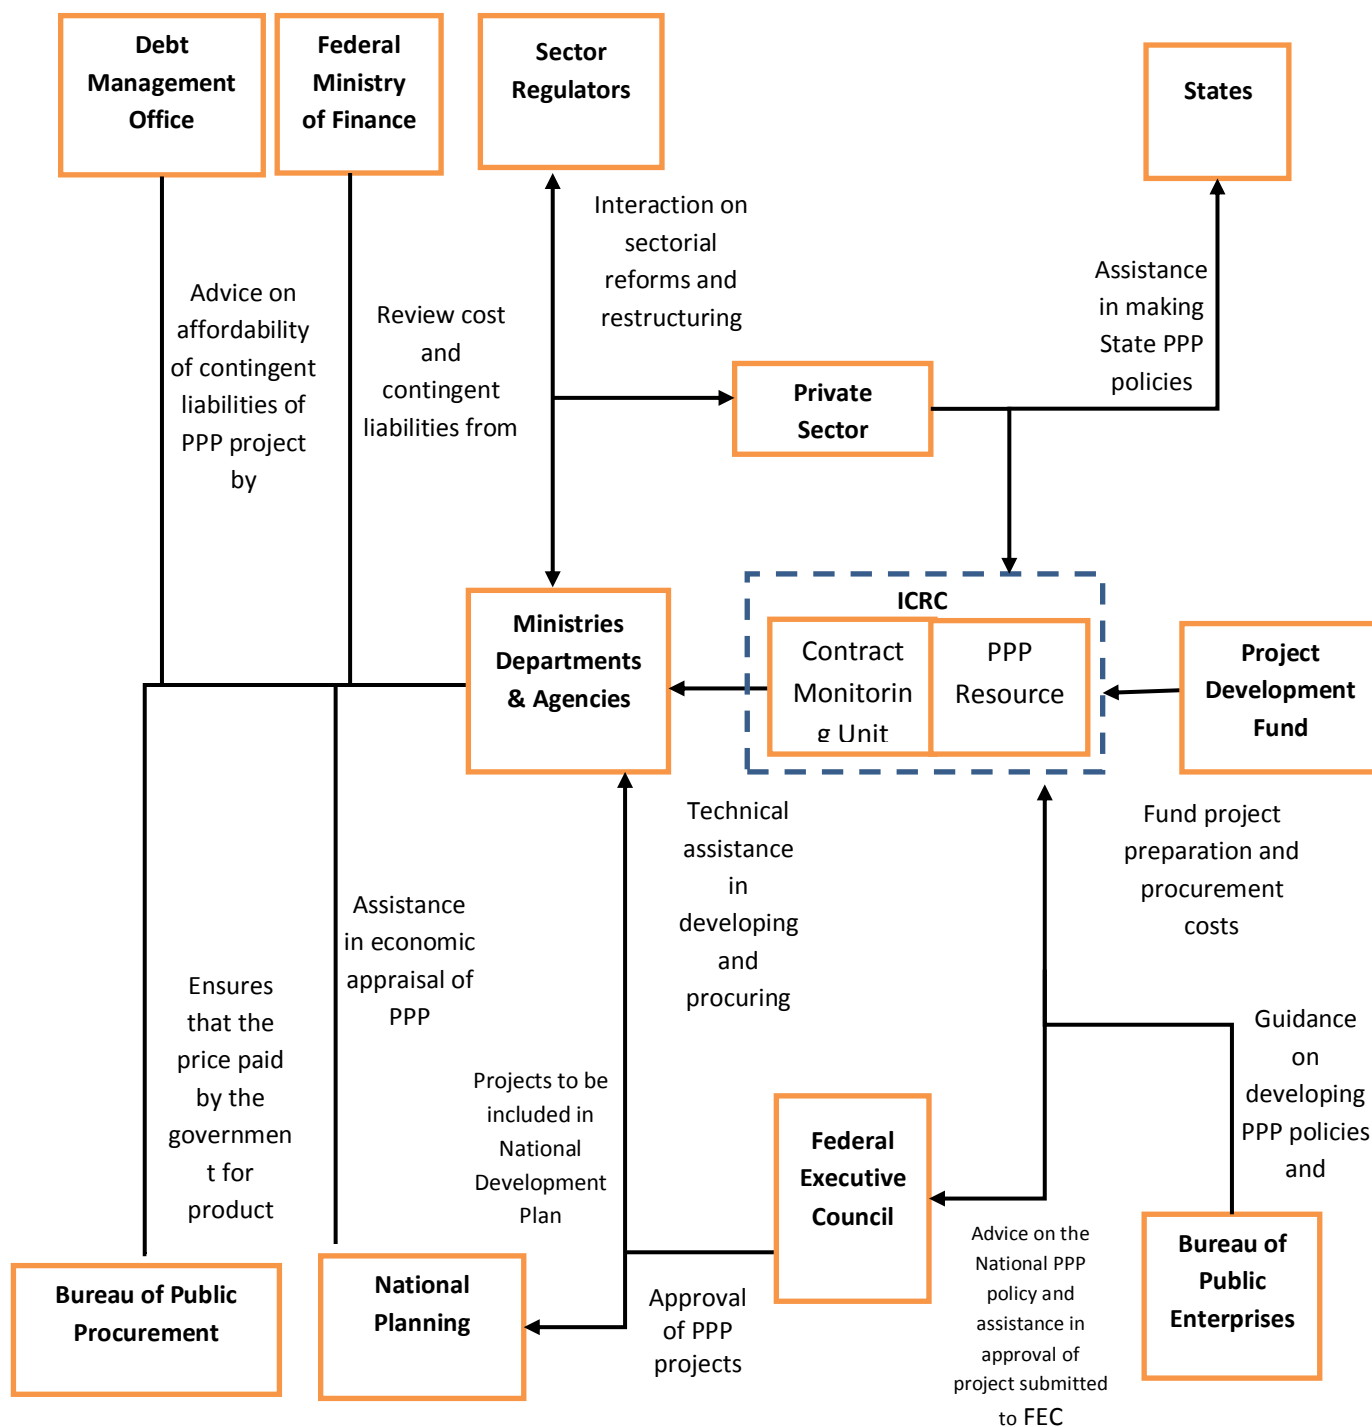 Debt
Management
Office
Federal
Ministry
of Finance
Sector
Regulators
States
Interaction on
sectorial
reforms and
restructuring
Assistance
in making
State PPP
policies
Advice on
affordability
of contingent
liabilities of
PPP project
by
Review cost
and
contingent
liabilities from
Private
Sector
Ministries
Departments
& Agencies
ICRC
Contract
Monitorin
g Unit
PPP
Resource
Project
Development
Fund
Technical
assistance
in
developing
and
procuring
Fund project
preparation and
procurement
costs
Assistance
in economic
appraisal of
PPP
Ensures
that the
price paid
by the
governmen
t for
product
Projects to be
included in
National
Development
Plan
Guidance
on
developing
PPP policies
and
Federal
Executive
Council
Advice on the
National PPP
policy and
assistance in
approval of
project submitted
to FEC
Bureau of
Public
Enterprises
Bureau of Public
Procurement
National
Planning
Approval
of PPP
projects